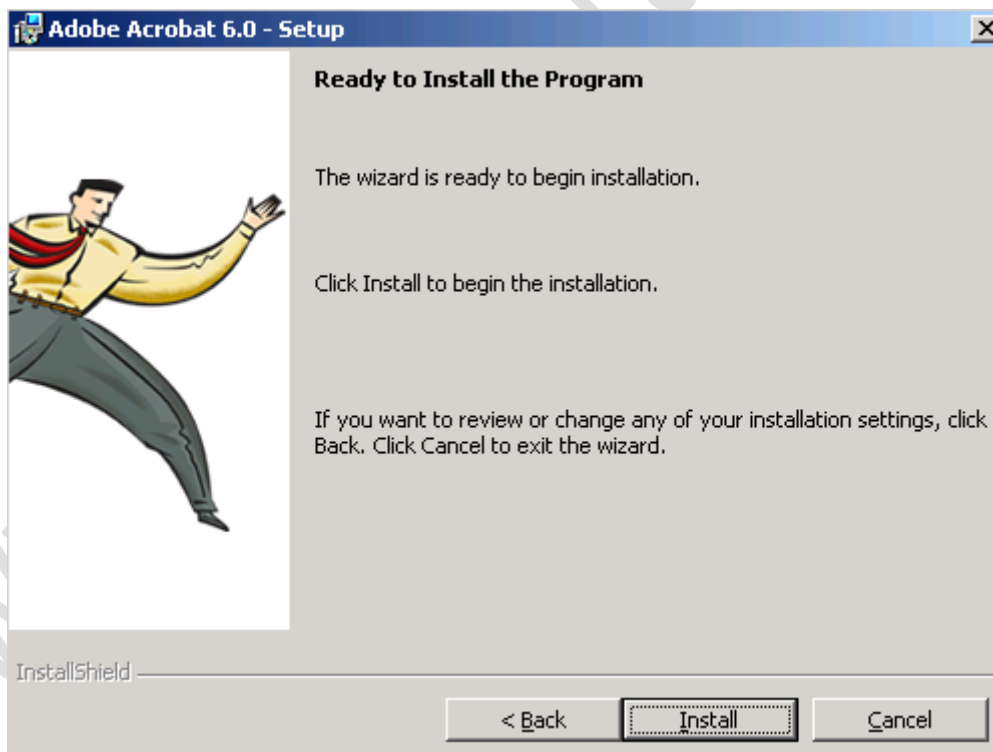 Adobe Acrobat 6.0 - Setup
Ready to Install the Program
The wizard is ready to begin installation.
Click Install to begin the installation.
If you want to review or change any of your installation settings, click
Back. Click Cancel to exit the wizard.
InstallShield
< Back
Install
Cancel